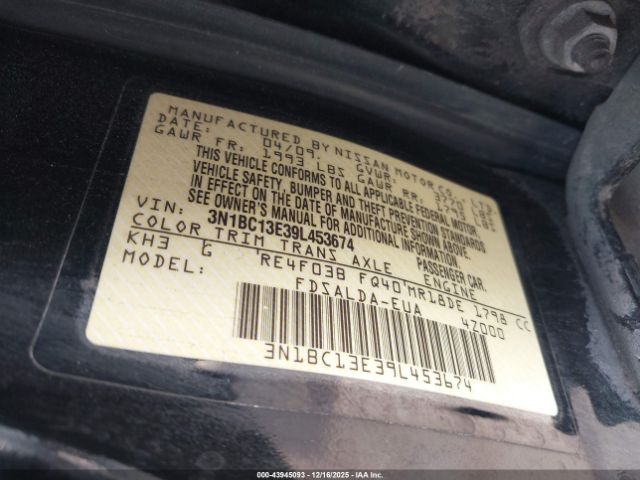 MANUFACTURED BY NISSAN MOTOR CO., LTD.
DATE: 04/09 GVWR: 3770 LBS
GAWR FR: 1993 LBS GAWR RR: 1793 LBS
THIS VEHICLE CONFORMS TO ALL APPLICABLE FEDERAL MOTOR
VEHICLE SAFETY, BUMPER AND THEFT PREVENTION STANDARDS
IN EFFECT ON THE DATE OF MANUFACTURE SHOWN ABOVE.
SEE OWNER'S MANUAL FOR ADDITIONAL INFORMATION.
VIN: 3N1BC13E39L453674 PASSENGER CAR.
COLOR TRIM TRANS AXLE ENGINE
KH3 G RE4F03B FQ40 MR18DE 1798 CC
MODEL: FDSALDA-EUA 4Z000
3N1BC13E39L453674
000-43945093 | 12/16/2025 | IAA Inc.